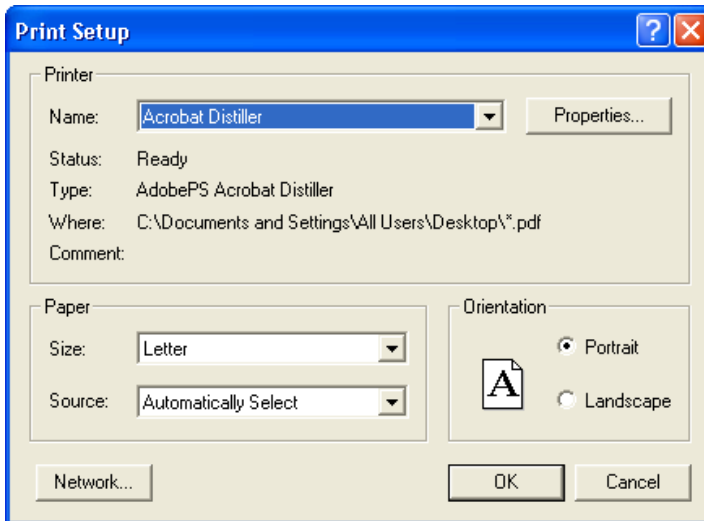 Print Setup
Printer
Name: Acrobat Distiller Properties...
Status: Ready
Type: AdobePS Acrobat Distiller
Where: C:\Documents and Settings\All Users\Desktop\*.pdf
Comment:
Paper
Size: Letter
Source: Automatically Select
Orientation
A
Portrait
Landscape
Network... OK Cancel